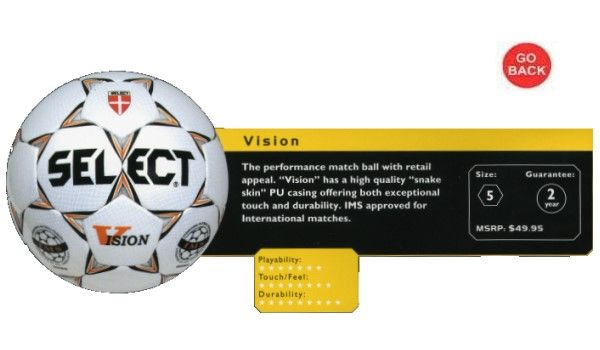 GO
BACK
Vision
The performance match ball with retail
appeal. "Vision" has a high quality "snake
skin" PU casing offering both exceptional
touch and durability. IMS approved for
International matches.
Size: Guarantee:
5 2
year
MSRP: $49.95
SELECT
SELECT
VISION
Playability:
Touch/Feel:
Durability: